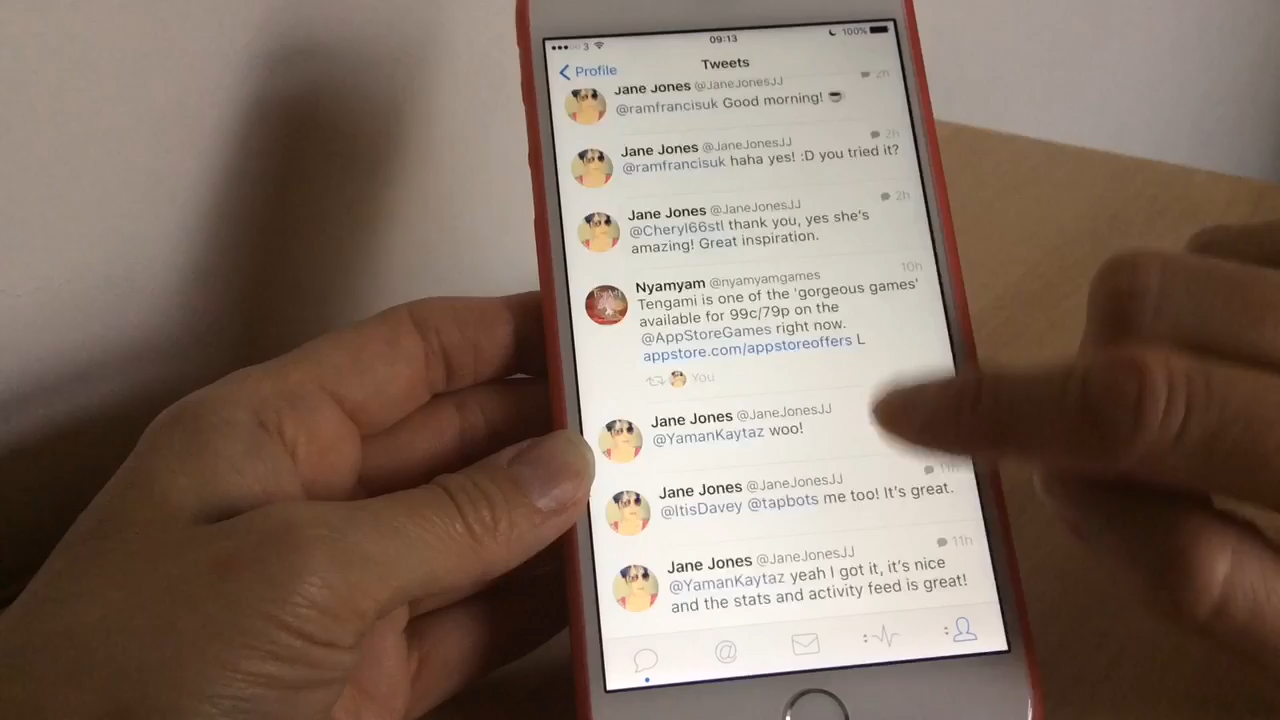 3 09:13 100%
Profile Tweets
Jane Jones @JaneJonesJJ 2h
@ramfrancisuk Good morning! ☕
Jane Jones @JaneJonesJJ 2h
@ramfrancisuk haha yes! :D you tried it?
Jane Jones @JaneJonesJJ 2h
@Cheryl66stl thank you, yes she's
amazing! Great inspiration.
Nyamyam @nyamyamgames 10h
Tengami is one of the 'gorgeous games'
available for 99c/79p on the
@AppStoreGames right now.
appstore.com/appstoreoffers L
You
Jane Jones @JaneJonesJJ
@YamanKaytaz woo!
Jane Jones @JaneJonesJJ 11h
@ItisDavey @tapbots me too! It's great.
Jane Jones @JaneJonesJJ 11h
@YamanKaytaz yeah I got it, it's nice
and the stats and activity feed is great!